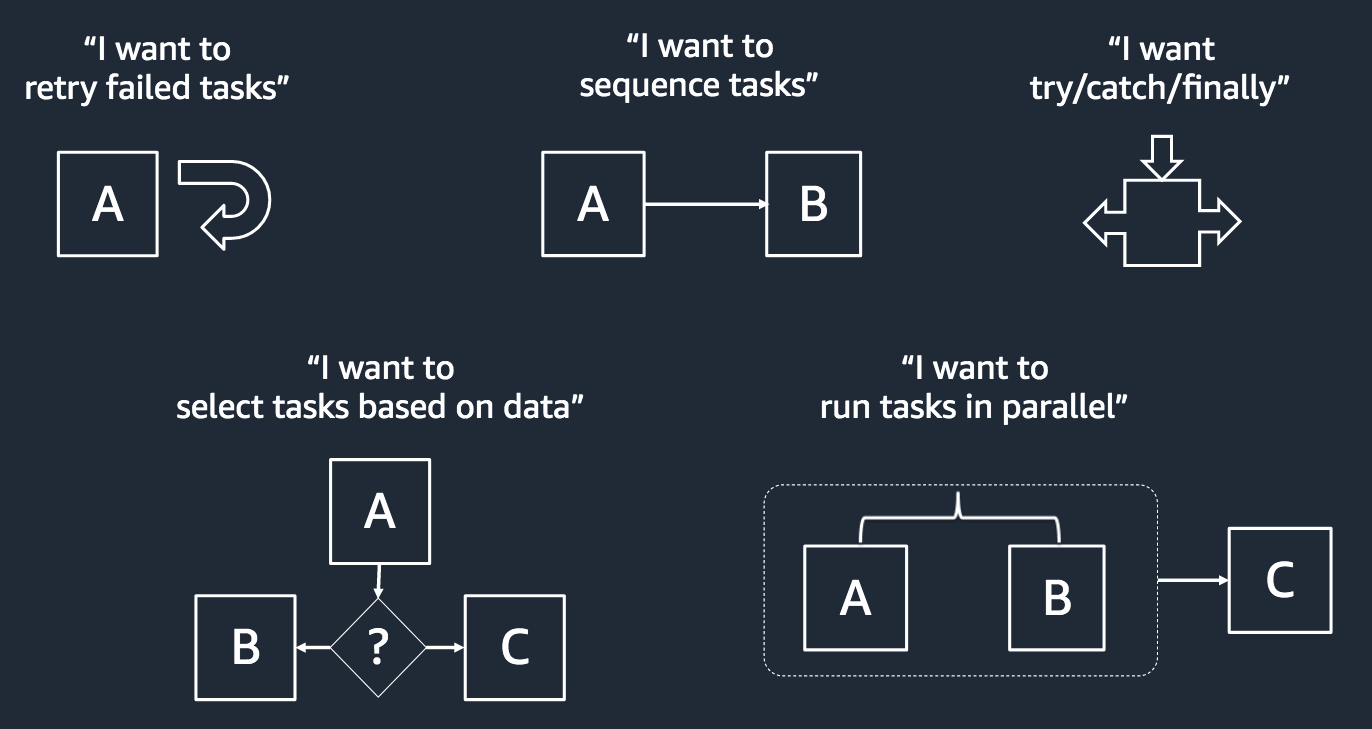 “I want to
retry failed tasks”
“I want to
sequence tasks”
“I want
try/catch/finally”
A
A
B
“I want to
select tasks based on data”
A
B
?
C
“I want to
run tasks in parallel”
A
B
C